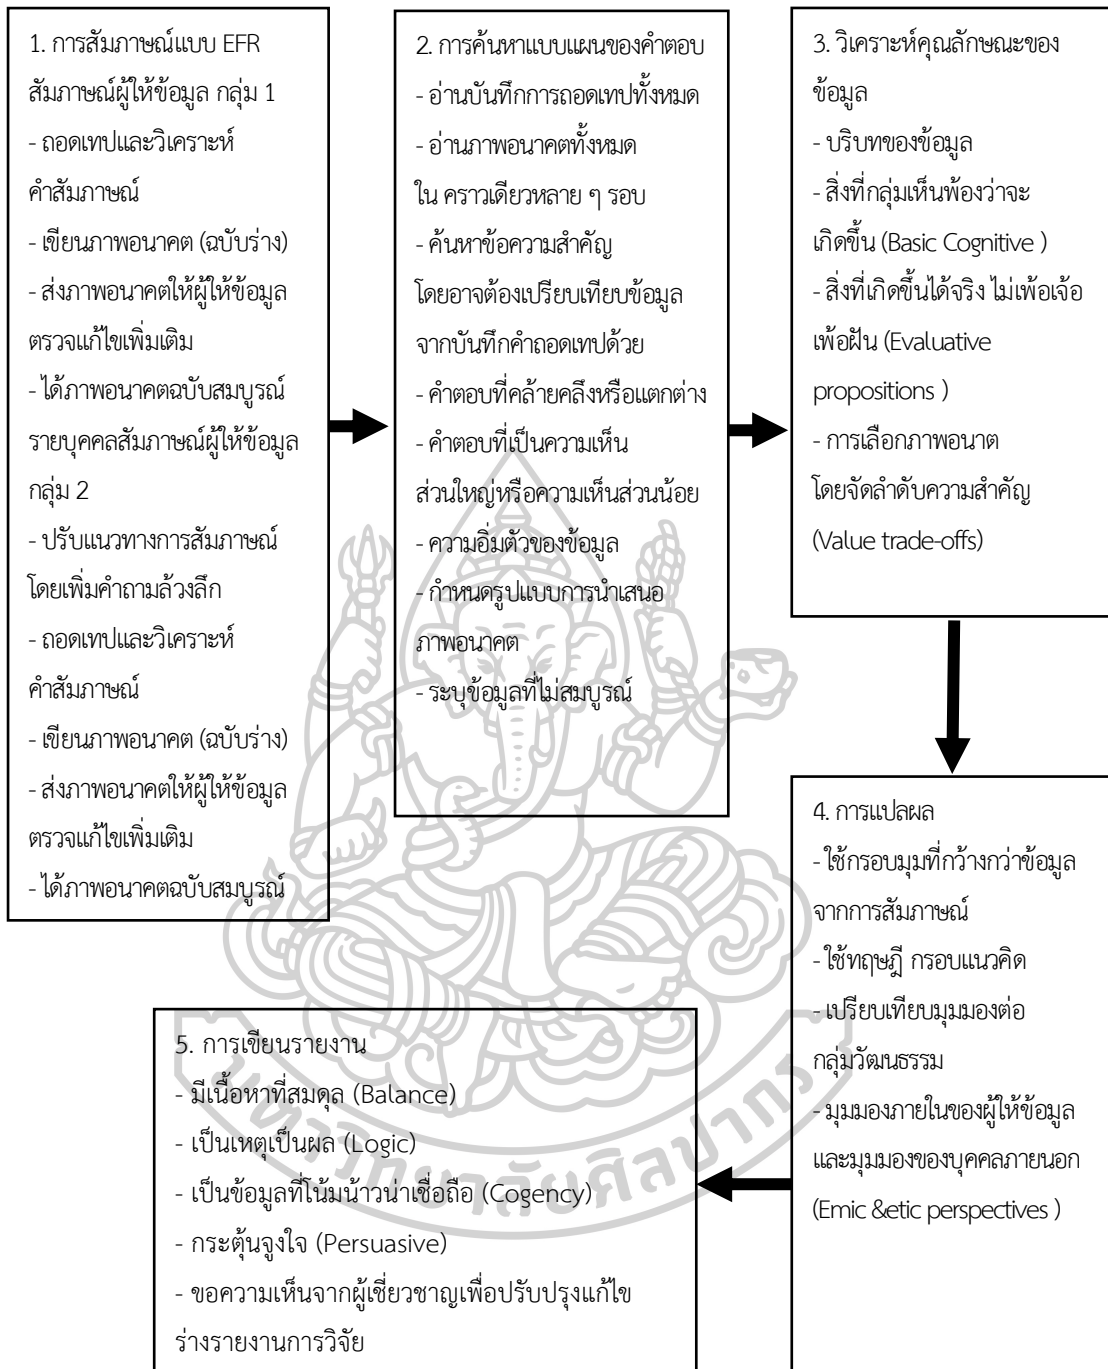 1. การสัมภาษณ์แบบ EFR
สัมภาษณ์ผู้ให้ข้อมูล กลุ่ม 1
- ถอดเทปและวิเคราะห์
คำสัมภาษณ์
- เขียนภาพอนาคต (ฉบับร่าง)
- ส่งภาพอนาคตให้ผู้ให้ข้อมูล
ตรวจแก้ไขเพิ่มเติม
- ได้ภาพอนาคตฉบับสมบูรณ์
รายบุคคลสัมภาษณ์ผู้ให้ข้อมูล
กลุ่ม 2
- ปรับแนวทางการสัมภาษณ์
โดยเพิ่มคำถามล้วงลึก
- ถอดเทปและวิเคราะห์
คำสัมภาษณ์
- เขียนภาพอนาคต (ฉบับร่าง)
- ส่งภาพอนาคตให้ผู้ให้ข้อมูล
ตรวจแก้ไขเพิ่มเติม
- ได้ภาพอนาคตฉบับสมบูรณ์
2. การค้นหาแบบแผนของคำตอบ
- อ่านบันทึกการถอดเทปทั้งหมด
- อ่านภาพอนาคตทั้งหมด
ใน คราวเดียวหลาย ๆ รอบ
- ค้นหาข้อความสำคัญ
โดยอาจต้องเปรียบเทียบข้อมูล
จากบันทึกคำถอดเทปด้วย
- คำตอบที่คล้ายคลึงหรือแตกต่าง
- คำตอบที่เป็นความเห็น
ส่วนใหญ่หรือความเห็นส่วนน้อย
- ความอิ่มตัวของข้อมูล
- กำหนดรูปแบบการนำเสนอ
ภาพอนาคต
- ระบุข้อมูลที่ไม่สมบูรณ์
3. วิเคราะห์คุณลักษณะของ
ข้อมูล
- บริบทของข้อมูล
- สิ่งที่กลุ่มเห็นพ้องว่าจะ
เกิดขึ้น (Basic Cognitive )
- สิ่งที่เกิดขึ้นได้จริง ไม่เพ้อเจ้อ
เพ้อฝัน (Evaluative
propositions )
- การเลือกภาพอนาต
โดยจัดลำดับความสำคัญ
(Value trade-offs)
4. การแปลผล
- ใช้กรอบมุมที่กว้างกว่าข้อมูล
จากการสัมภาษณ์
- ใช้ทฤษฎี กรอบแนวคิด
- เปรียบเทียบมุมมองต่อ
กลุ่มวัฒนธรรม
- มุมมองภายในของผู้ให้ข้อมูล
และมุมมองของบุคคลภายนอก
(Emic &etic perspectives )
5. การเขียนรายงาน
- มีเนื้อหาที่สมดุล (Balance)
- เป็นเหตุเป็นผล (Logic)
- เป็นข้อมูลที่โน้มน้าวน่าเชื่อถือ (Cogency)
- กระตุ้นจูงใจ (Persuasive)
- ขอความเห็นจากผู้เชี่ยวชาญเพื่อปรับปรุงแก้ไข
ร่างรายงานการวิจัย
มหาวิทยาลัยศิลปากร